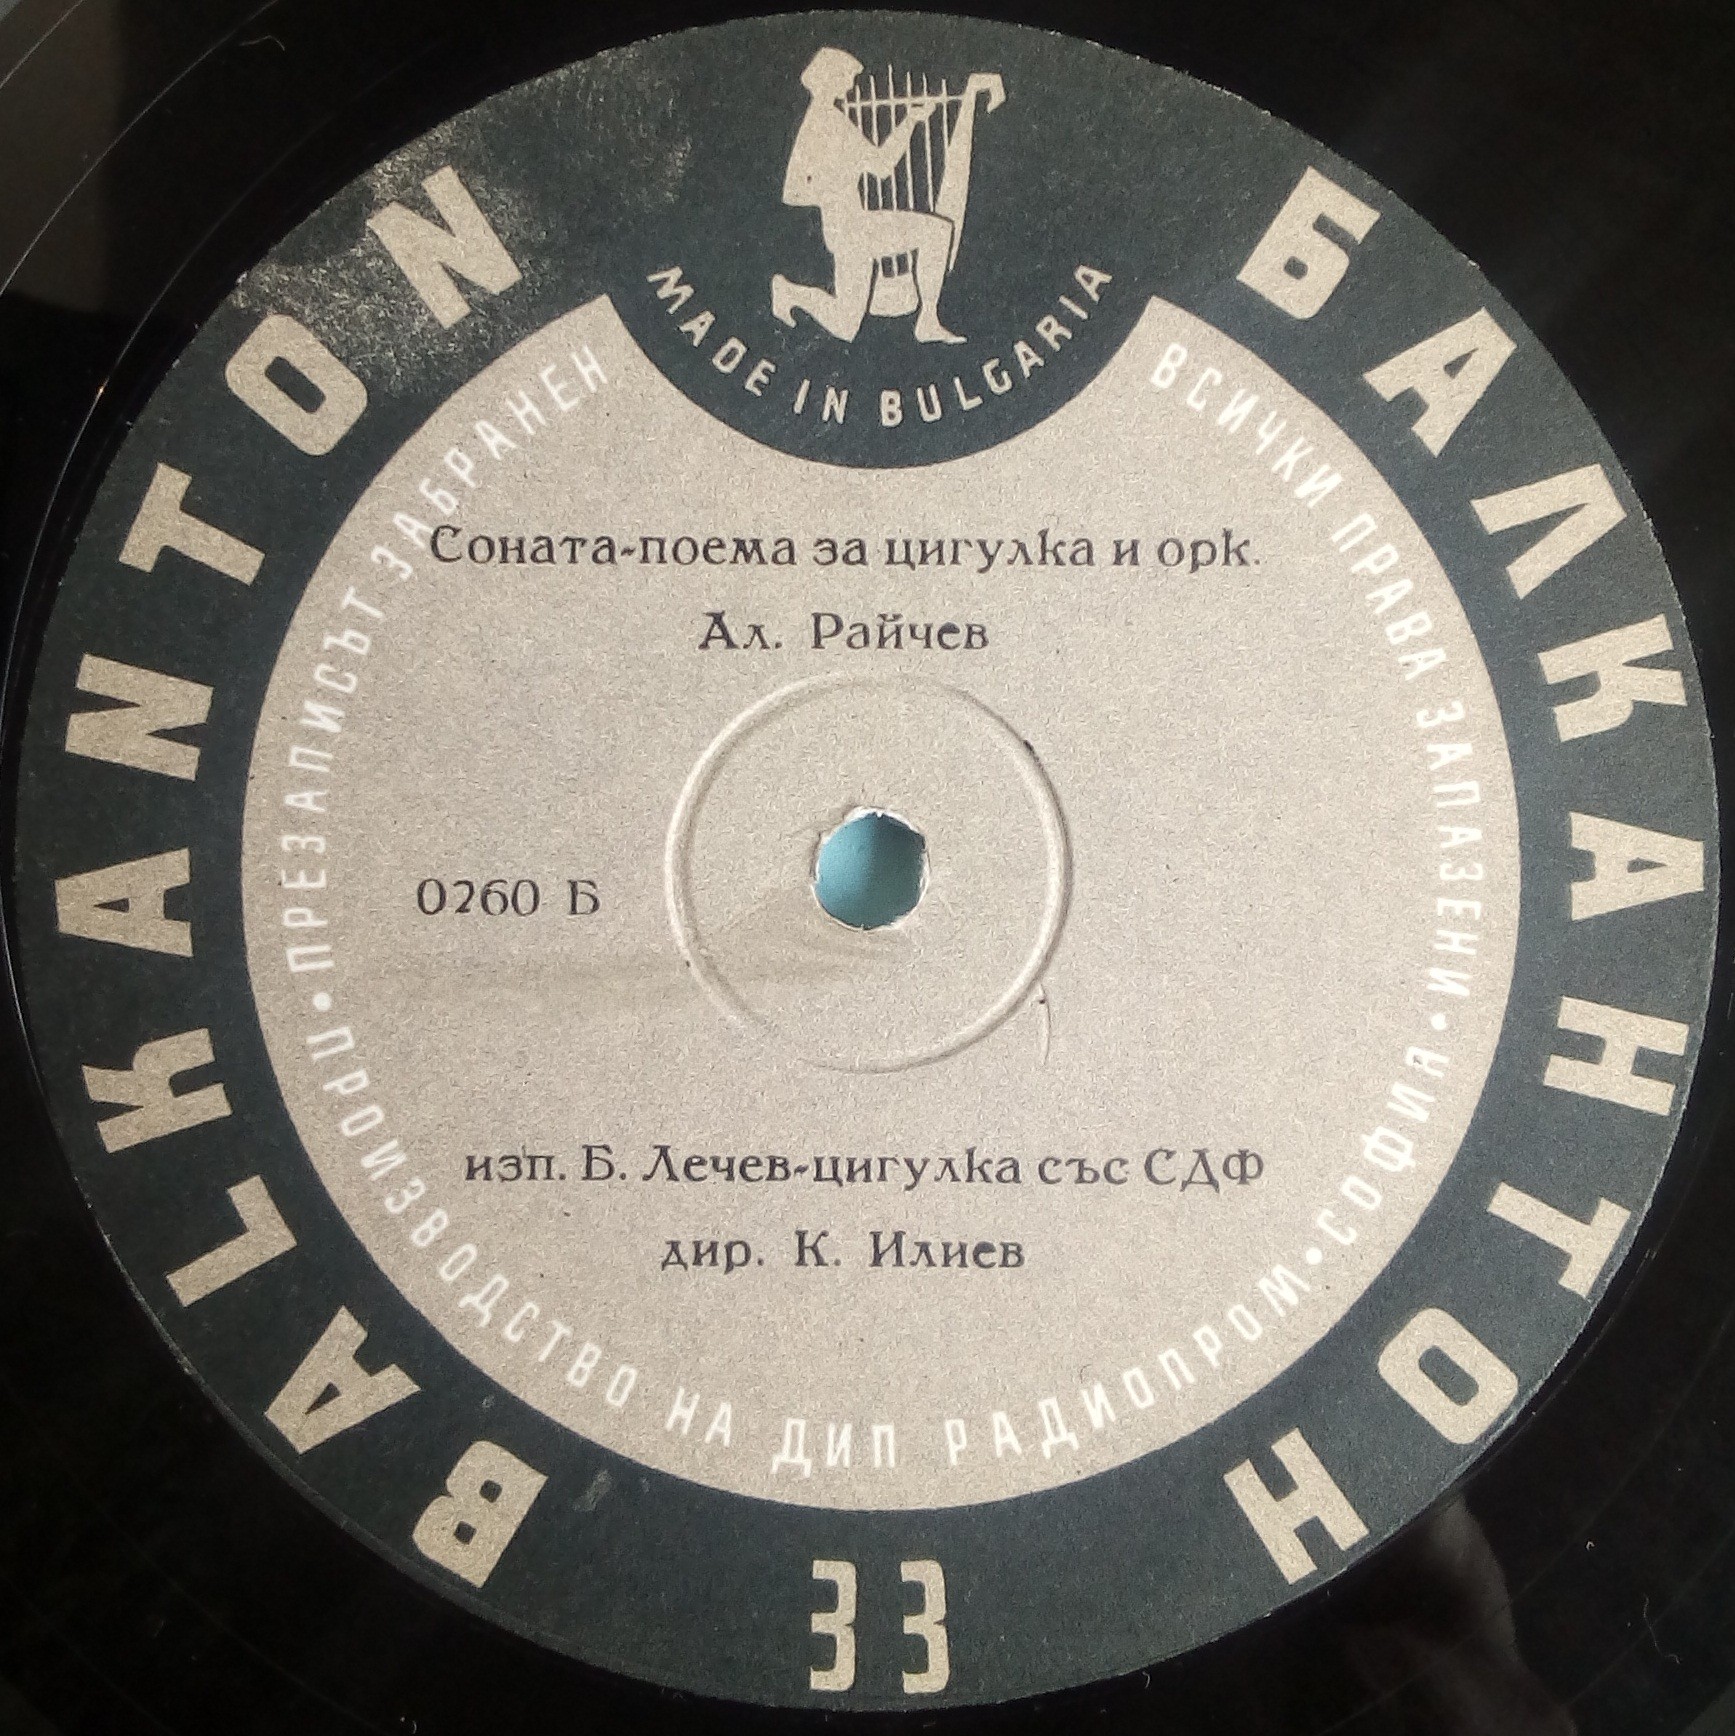 BALKANTON
БАЛКАНТОН
MADE IN BULGARIA
ПРЕЗАПИСЪТ ЗАБРАНЕН
ВСИЧКИ ПРАВА ЗАПАЗЕНИ • СОФИЯ •
Соната-поема за цигулка и орк.
Ал. Райчев
0260 Б
изп. Б. Лечев-цигулка със СДФ
дир. К. Илиев
• ПРОИЗВОДСТВО НА ДИП РАДИОПРОМ •
33